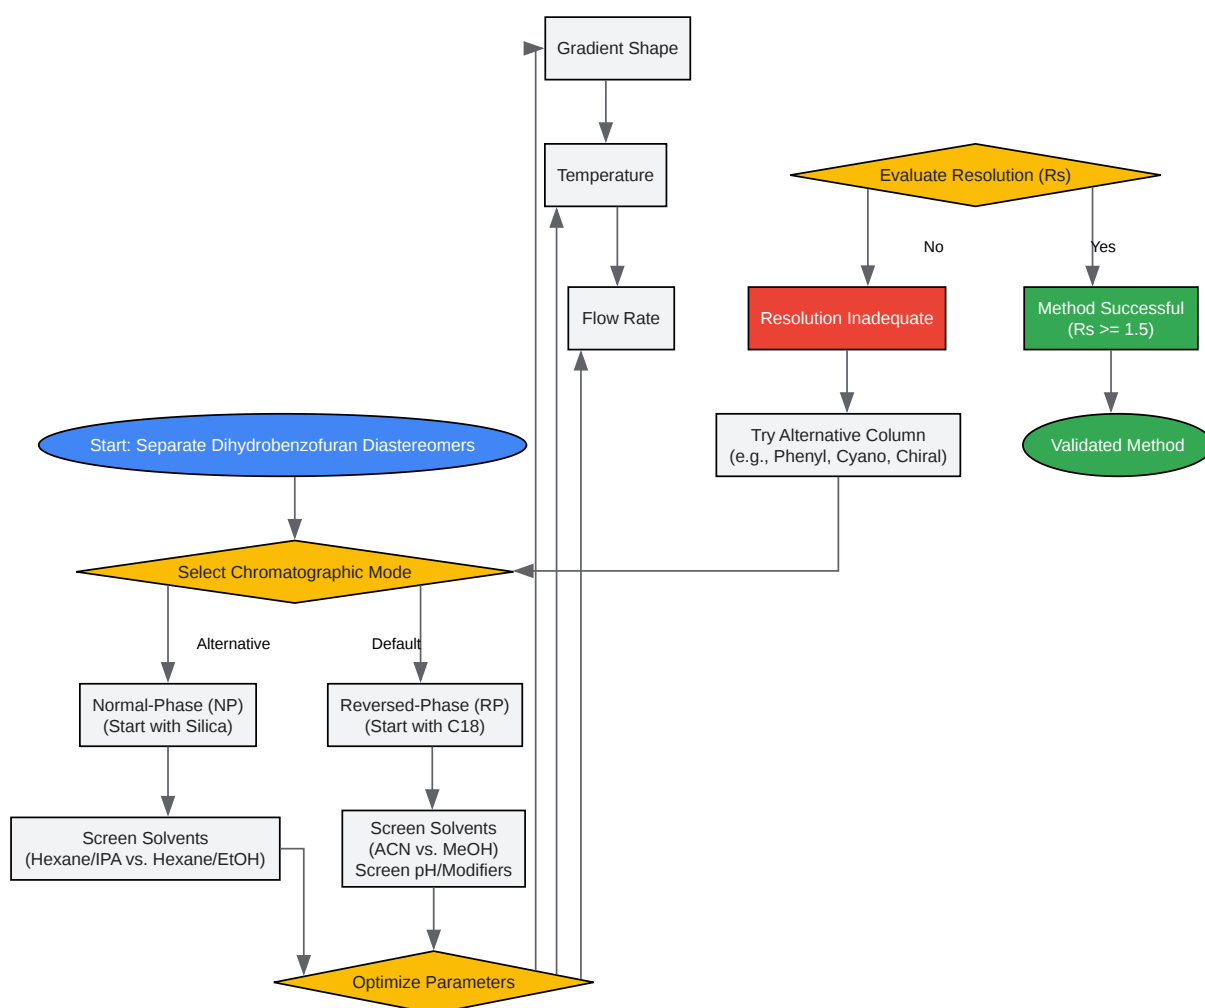 Gradient Shape
Temperature
Evaluate Resolution (Rs)
No
Yes
Flow Rate
Resolution Inadequate
Method Successful
(Rs >= 1.5)
Start: Separate Dihydrobenzofuran Diastereomers
Try Alternative Column
(e.g., Phenyl, Cyano, Chiral)
Validated Method
Select Chromatographic Mode
Alternative
Default
Normal-Phase (NP)
(Start with Silica)
Reversed-Phase (RP)
(Start with C18)
Screen Solvents
(Hexane/IPA vs. Hexane/EtOH)
Screen Solvents
(ACN vs. MeOH)
Screen pH/Modifiers
Optimize Parameters